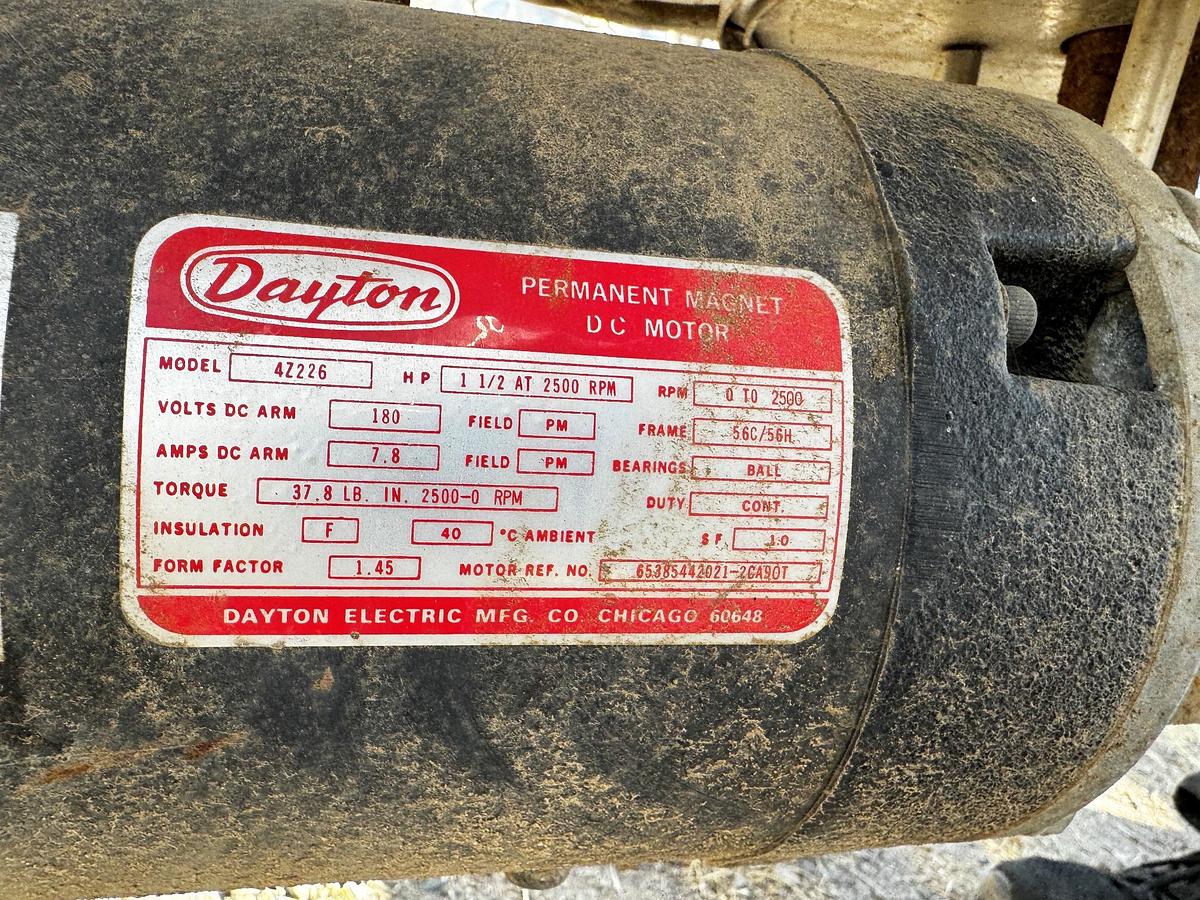 Dayton
PERMANENT MAGNET
DC MOTOR
MODEL 4Z226 HP 1 1/2 AT 2500 RPM RPM 0 TO 2500
VOLTS DC ARM 180 FIELD PM FRAME 56C/56H
AMPS DC ARM 7.8 FIELD PM BEARINGS BALL
TORQUE 37.8 LB. IN. 2500-0 RPM DUTY CONT.
INSULATION F 40 °C AMBIENT SF 1.0
FORM FACTOR 1.45 MOTOR REF. NO. 65385442021-2CA90T
DAYTON ELECTRIC MFG. CO. CHICAGO 60648